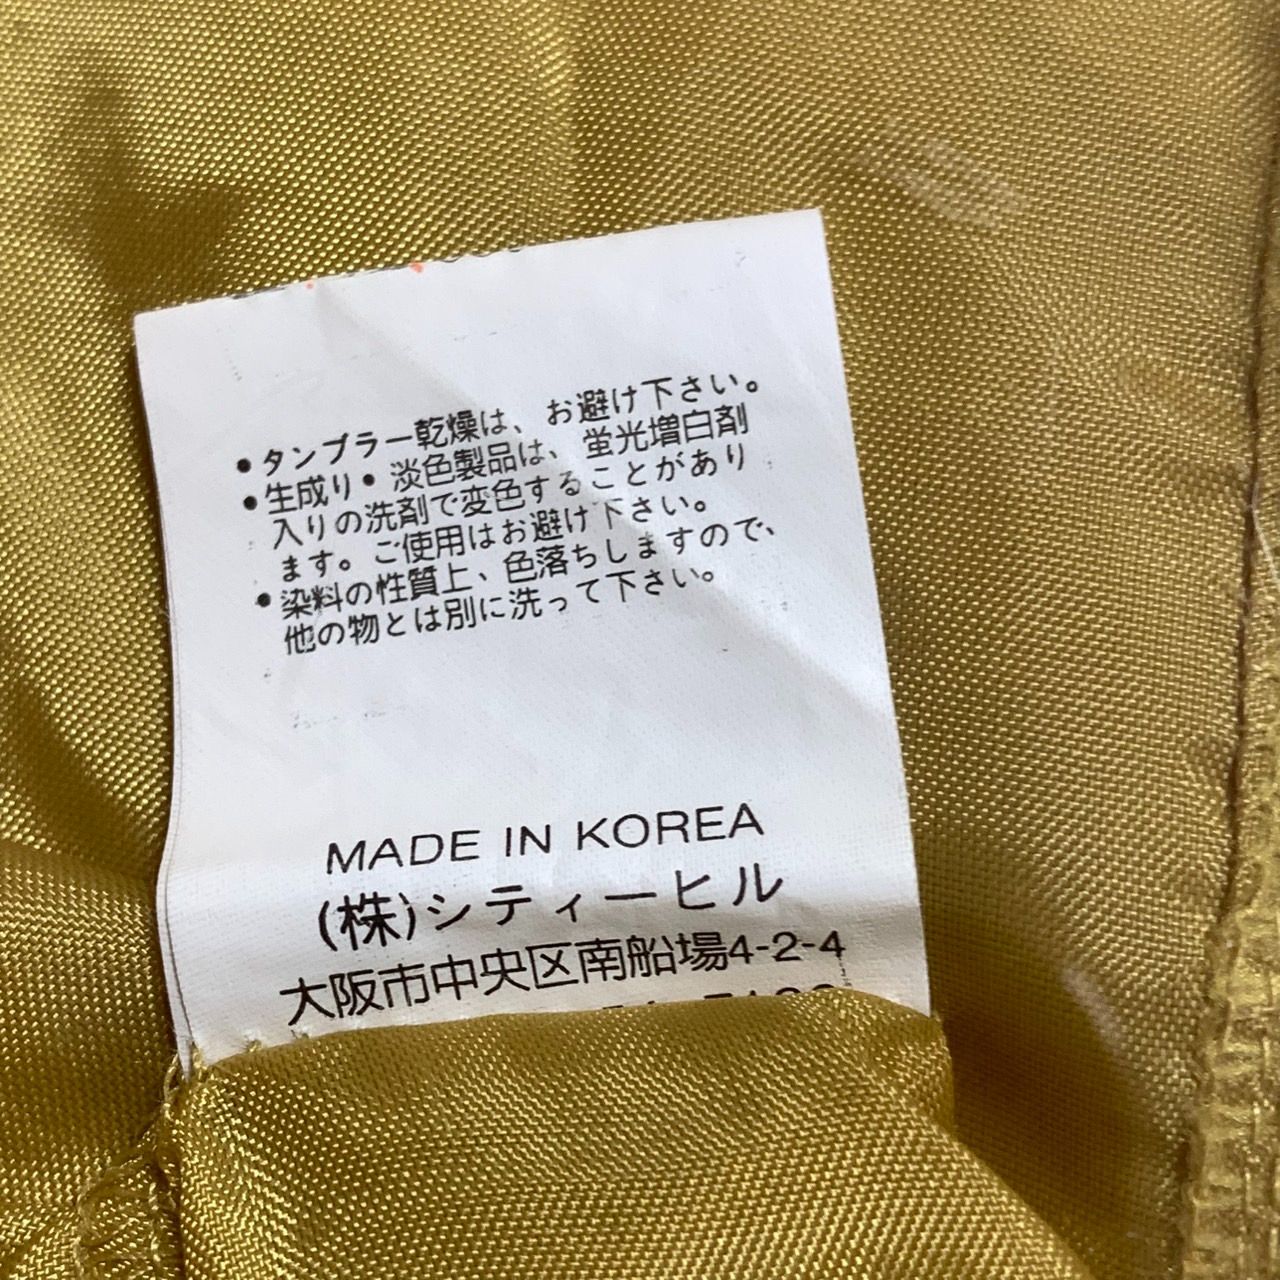 ●タンブラー乾燥は、お避け下さい。
●生成り・淡色製品は、蛍光増白剤
入りの洗剤で変色することがあり
ます。ご使用はお避け下さい。
●染料の性質上、色落ちしますので、
他の物とは別に洗って下さい。
MADE IN KOREA
(株)シティーヒル
大阪市中央区南船場4-2-4